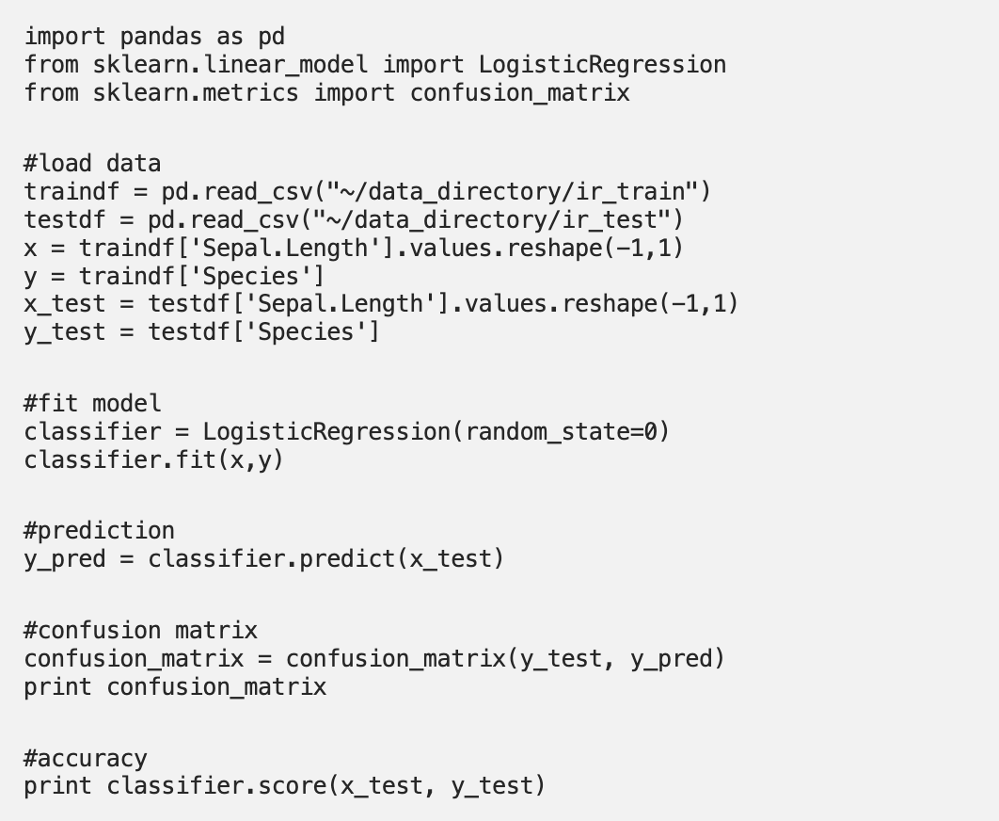 import pandas as pd
from sklearn.linear_model import LogisticRegression
from sklearn.metrics import confusion_matrix
#load data
traindf = pd.read_csv("~/data_directory/ir_train")
testdf = pd.read_csv("~/data_directory/ir_test")
x = traindf['Sepal.Length'].values.reshape(-1,1)
y = traindf['Species']
x_test = testdf['Sepal.Length'].values.reshape(-1,1)
y_test = testdf['Species']
#fit model
classifier = LogisticRegression(random_state=0)
classifier.fit(x,y)
#prediction
y_pred = classifier.predict(x_test)
#confusion matrix
confusion_matrix = confusion_matrix(y_test, y_pred)
print confusion_matrix
#accuracy
print classifier.score(x_test, y_test)